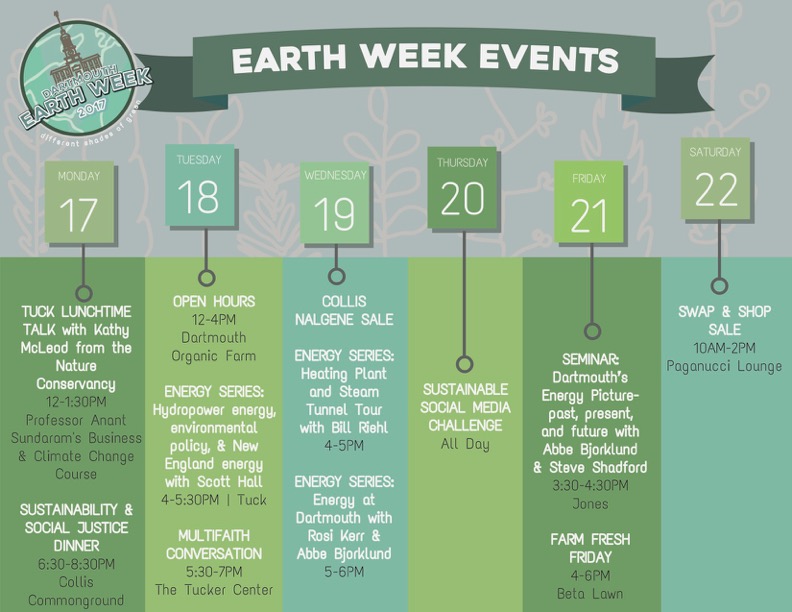 DARTMOUTH
EARTH WEEK
2017
different shades of green
EARTH WEEK EVENTS
MONDAY
17
TUCK LUNCHTIME
TALK with Kathy
McLeod from the
Nature
Conservancy
12-1:30PM
Professor Anant
Sundaram's Business
& Climate Change
Course
SUSTAINABILITY &
SOCIAL JUSTICE
DINNER
6:30-8:30PM
Collis
Commonground
TUESDAY
18
OPEN HOURS
12-4PM
Dartmouth
Organic Farm
ENERGY SERIES:
Hydropower energy,
environmental
policy, & New
England energy
with Scott Hall
4-5:30PM | Tuck
MULTIFAITH
CONVERSATION
5:30-7PM
The Tucker Center
WEDNESDAY
19
COLLIS
NALGENE SALE
ENERGY SERIES:
Heating Plant
and Steam
Tunnel Tour
with Bill Riehl
4-5PM
ENERGY SERIES:
Energy at
Dartmouth with
Rosi Kerr &
Abbe Bjorklund
5-6PM
THURSDAY
20
SUSTAINABLE
SOCIAL MEDIA
CHALLENGE
All Day
FRIDAY
21
SEMINAR:
Dartmouth's
Energy Picture-
past, present,
and future with
Abbe Bjorklund
& Steve Shadford
3:30-4:30PM
Jones
FARM FRESH
FRIDAY
4-6PM
Beta Lawn
SATURDAY
22
SWAP & SHOP
SALE
10AM-2PM
Paganucci Lounge